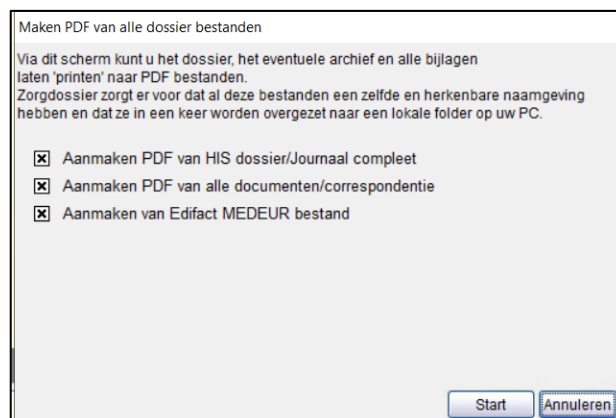 Maken PDF van alle dossier bestanden
Via dit scherm kunt u het dossier, het eventuele archief en alle bijlagen
laten 'printen' naar PDF bestanden.
Zorgdossier zorgt er voor dat al deze bestanden een zelfde en herkenbare naamgeving
hebben en dat ze in een keer worden overgezet naar een lokale folder op uw PC.
Aanmaken PDF van HIS dossier/Journaal compleet
Aanmaken PDF van alle documenten/correspondentie
Aanmaken van Edifact MEDEUR bestand
Start Annuleren